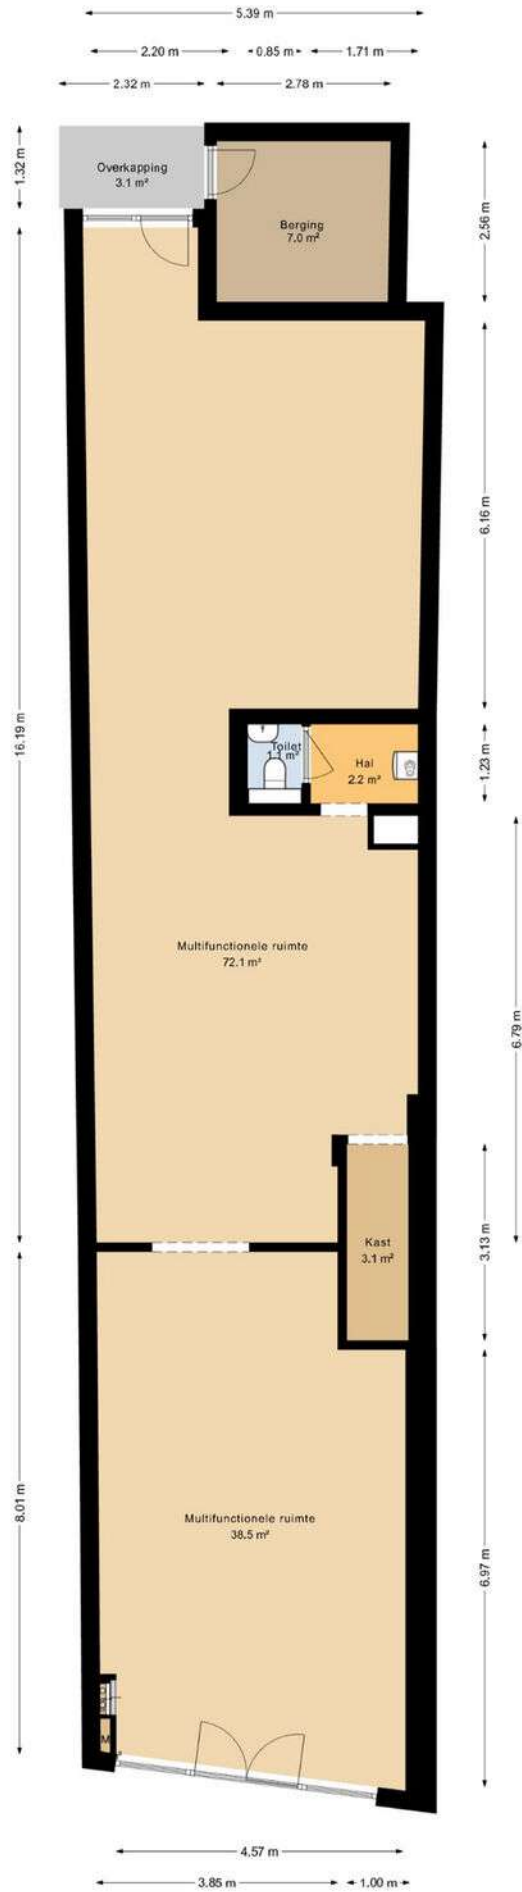 5.39 m
2.20 m
0.85 m
1.71 m
2.32 m
2.78 m
1.32 m
Overkapping
3.1 m²
Berging
7.0 m²
2.56 m
6.16 m
16.19 m
Toilet
1.1 m²
Hal
2.2 m²
1.23 m
Multifunctionele ruimte
72.1 m²
6.79 m
Kast
3.1 m²
3.13 m
8.01 m
Multifunctionele ruimte
38.5 m²
6.97 m
M
4.57 m
3.85 m
1.00 m